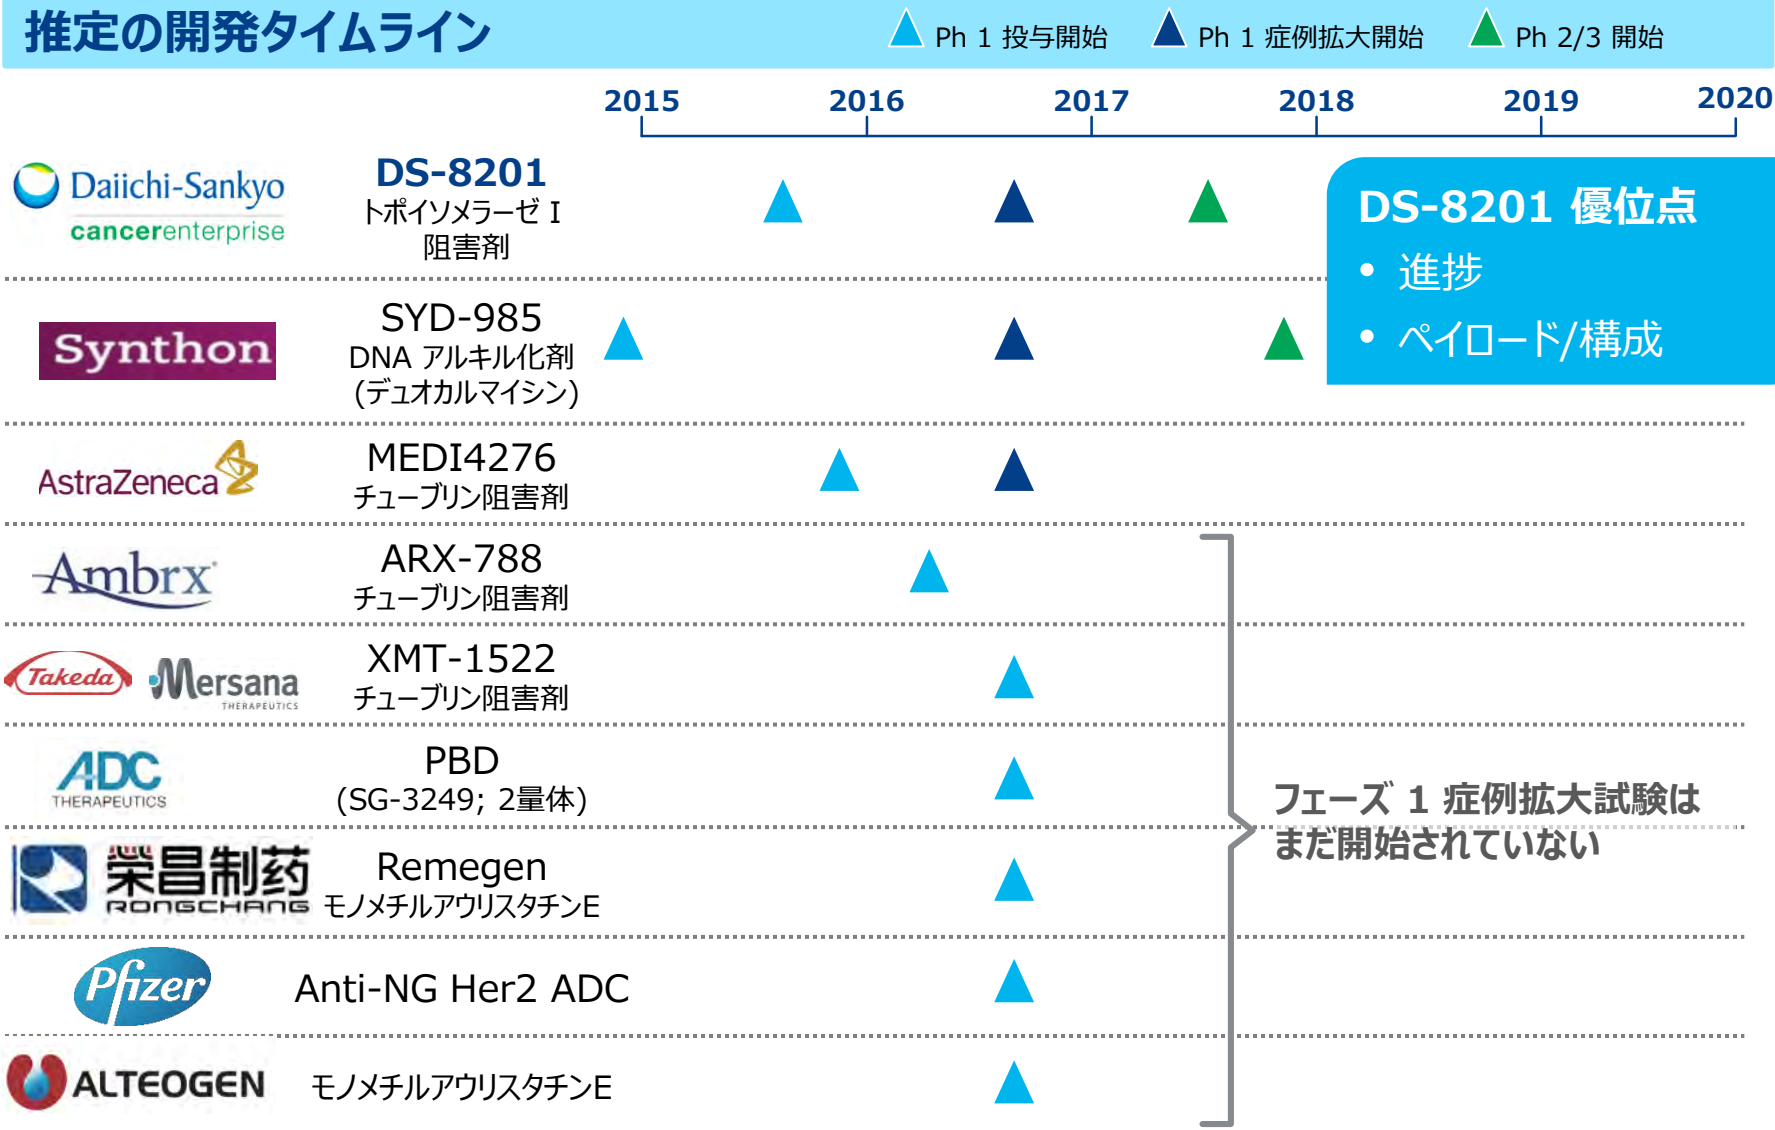 推定の開発タイムライン
Ph 1 投与開始
Ph 1 症例拡大開始
Ph 2/3 開始
2015 2016 2017 2018 2019 2020
Daiichi-Sankyo
cancerenterprise
DS-8201
トポイソメラーゼ I
阻害剤
DS-8201 優位点
• 進捗
• ペイロード/構成
Synthon
SYD-985
DNA アルキル化剤
(デュオカルマイシン)
AstraZeneca
MEDI4276
チューブリン阻害剤
Ambrx
ARX-788
チューブリン阻害剤
Takeda
Mersana
THERAPEUTICS
XMT-1522
チューブリン阻害剤
ADC
THERAPEUTICS
PBD
(SG-3249; 2量体)
フェーズ 1 症例拡大試験は
まだ開始されていない
荣昌制药
RONGCHANG
Remegen
モノメチルアウリスタチンE
Pfizer
Anti-NG Her2 ADC
ALTEOGEN
モノメチルアウリスタチンE